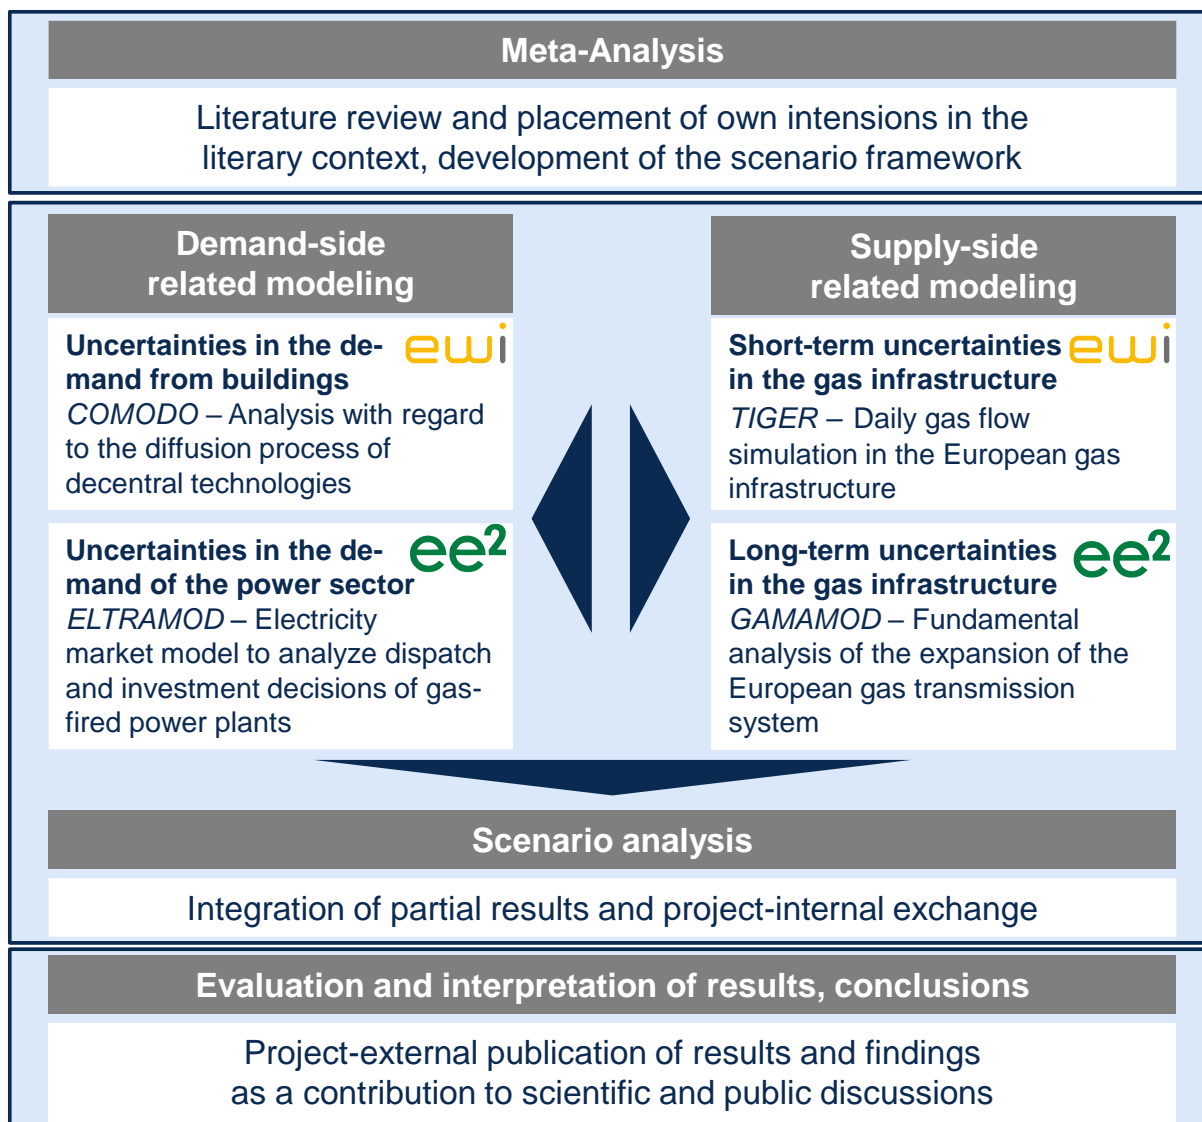 Meta-Analysis
Literature review and placement of own intensions in the
literary context, development of the scenario framework
Demand-side
related modeling
Uncertainties in the de-
mand from buildings
ewi
COMODO – Analysis with regard
to the diffusion process of
decentral technologies
Uncertainties in the de-
mand of the power sector
ee²
ELTRAMOD – Electricity
market model to analyze dispatch
and investment decisions of gas-
fired power plants
Supply-side
related modeling
Short-term uncertainties
in the gas infrastructure
ewi
TIGER – Daily gas flow
simulation in the European gas
infrastructure
Long-term uncertainties
in the gas infrastructure
ee²
GAMAMOD – Fundamental
analysis of the expansion of the
European gas transmission
system
Scenario analysis
Integration of partial results and project-internal exchange
Evaluation and interpretation of results, conclusions
Project-external publication of results and findings
as a contribution to scientific and public discussions